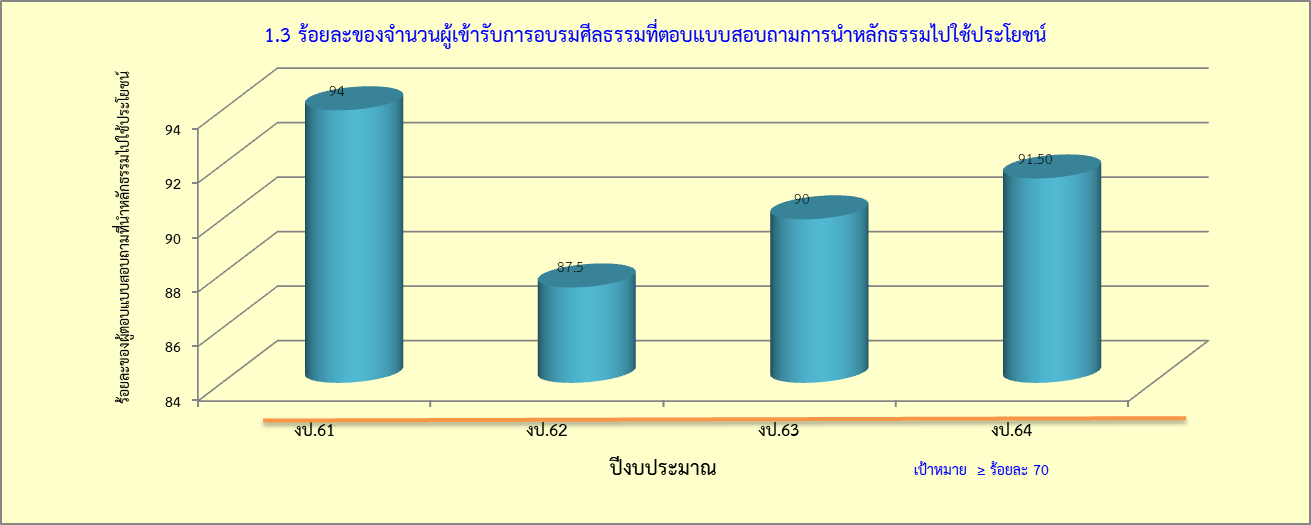 1.3 ร้อยละของจำนวนผู้เข้ารับการอบรมศีลธรรมที่ตอบแบบสอบถามการนำหลักธรรมไปใช้ประโยชน์
ร้อยละของผู้ตอบแบบสอบถามที่นำหลักธรรมไปใช้ประโยชน์
94
92
90
88
86
84
94
87.5
90
91.50
งป.61
งป.62
งป.63
งป.64
ปีงบประมาณ
เป้าหมาย ≥ ร้อยละ 70